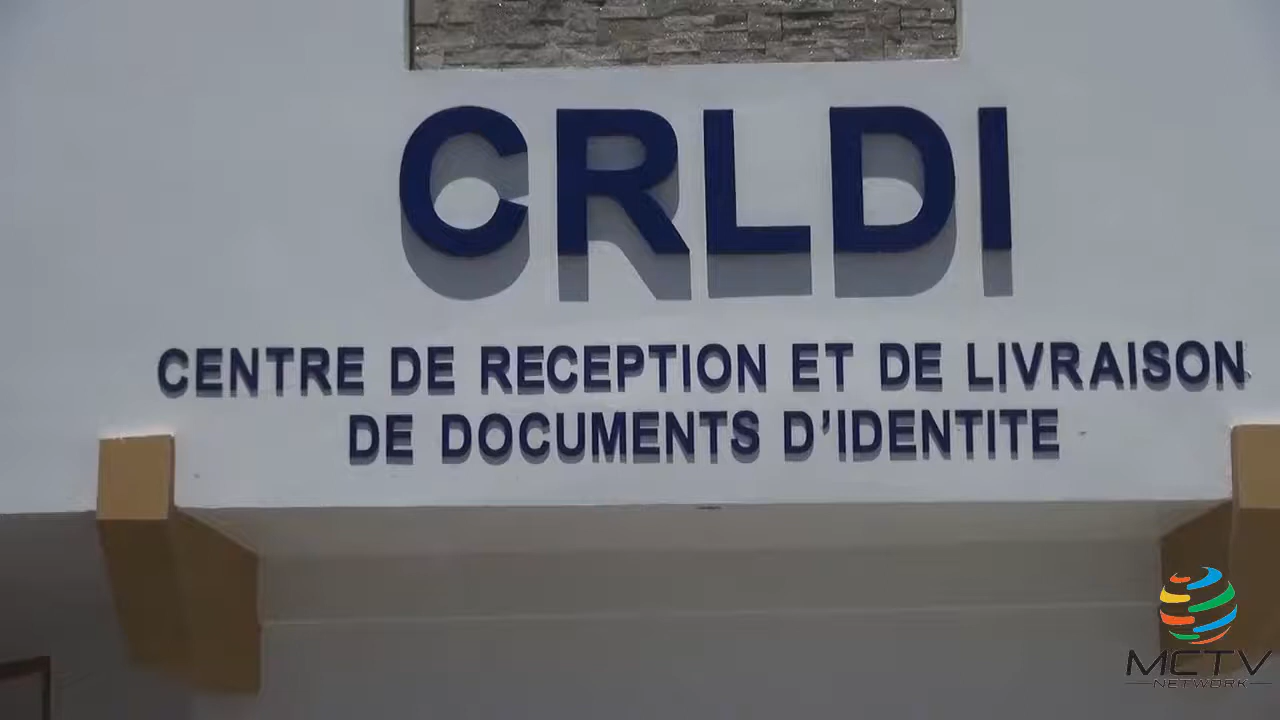 CRLDI
CENTRE DE RECEPTION ET DE LIVRAISON
DE DOCUMENTS D'IDENTITE
MCTV
NETWORK